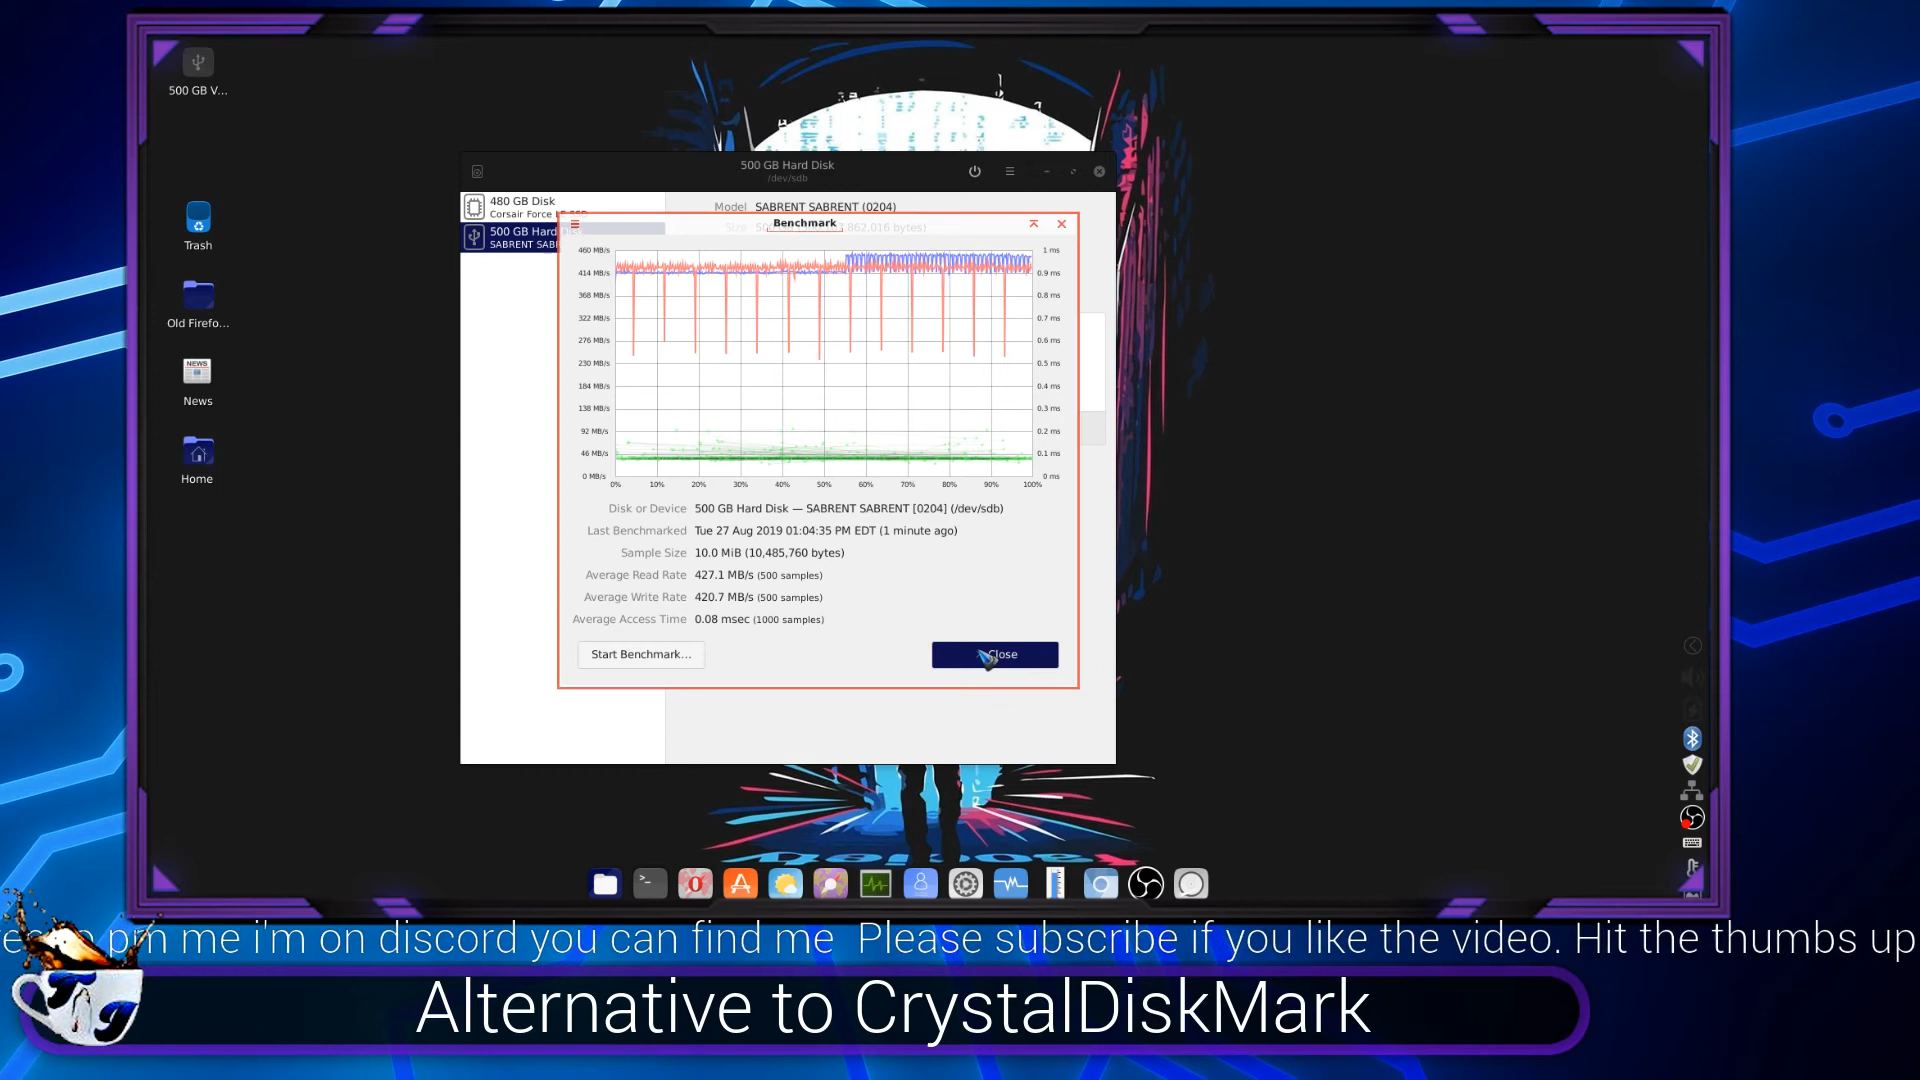 500 GB V...
Trash
Old Firefo...
News
NEWS
Home
500 GB Hard Disk
/dev/sdb
480 GB Disk
Corsair Force
500 GB Hard
SABRENT SAB
Model SABRENT SABRENT (0204)
Size 862,016 bytes)
Benchmark
460 MB/s
414 MB/s
368 MB/s
322 MB/s
276 MB/s
230 MB/s
184 MB/s
138 MB/s
92 MB/s
46 MB/s
0 MB/s
1 ms
0.9 ms
0.8 ms
0.7 ms
0.6 ms
0.5 ms
0.4 ms
0.3 ms
0.2 ms
0.1 ms
0 ms
0% 10% 20% 30% 40% 50% 60% 70% 80% 90% 100%
Disk or Device 500 GB Hard Disk — SABRENT SABRENT [0204] (/dev/sdb)
Last Benchmarked Tue 27 Aug 2019 01:04:35 PM EDT (1 minute ago)
Sample Size 10.0 MiB (10,485,760 bytes)
Average Read Rate 427.1 MB/s (500 samples)
Average Write Rate 420.7 MB/s (500 samples)
Average Access Time 0.08 msec (1000 samples)
Start Benchmark...
Close
pm me i'm on discord you can find me Please subscribe if you like the video. Hit the thumbs up
Alternative to CrystalDiskMark